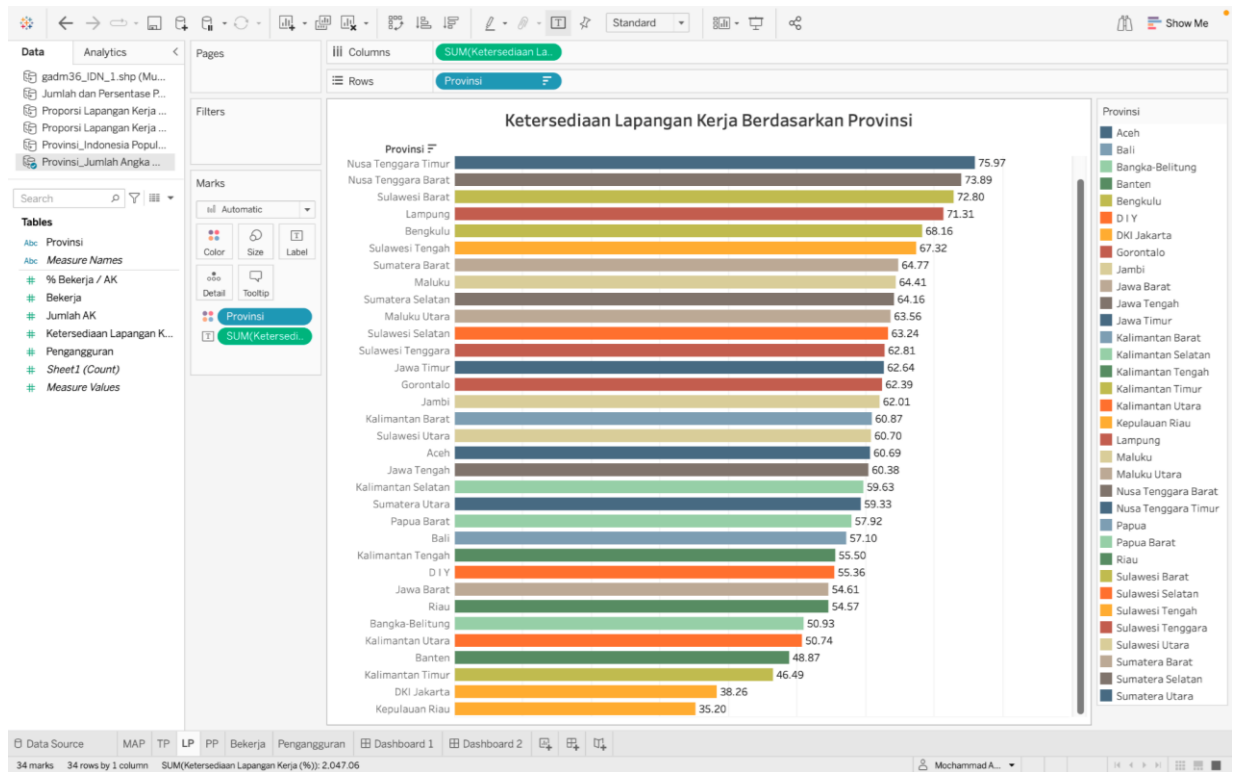 Standard
Show Me
Data
Analytics
Pages
Columns
SUM(Ketersediaan La..
Rows
Provinsi
gadm36_IDN_1.shp (Mu...
Jumlah dan Persentase P...
Proporsi Lapangan Kerja ...
Proporsi Lapangan Kerja ...
Provinsi_Indonesia Popul...
Provinsi_Jumlah Angka ...
Search
Tables
Abc Provinsi
Abc Measure Names
# % Bekerja / AK
# Bekerja
# Jumlah AK
# Ketersediaan Lapangan K...
# Pengangguran
# Sheet1 (Count)
# Measure Values
Filters
Marks
Automatic
Color
Size
Label
Detail
Tooltip
Provinsi
SUM(Ketersedi..
Ketersediaan Lapangan Kerja Berdasarkan Provinsi
Provinsi
Nusa Tenggara Timur 75.97
Nusa Tenggara Barat 73.89
Sulawesi Barat 72.80
Lampung 71.31
Bengkulu 68.16
Sulawesi Tengah 67.32
Sumatera Barat 64.77
Maluku 64.41
Sumatera Selatan 64.16
Maluku Utara 63.56
Sulawesi Selatan 63.24
Sulawesi Tenggara 62.81
Jawa Timur 62.64
Gorontalo 62.39
Jambi 62.01
Kalimantan Barat 60.87
Sulawesi Utara 60.70
Aceh 60.69
Jawa Tengah 60.38
Kalimantan Selatan 59.63
Sumatera Utara 59.33
Papua Barat 57.92
Bali 57.10
Kalimantan Tengah 55.50
D I Y 55.36
Jawa Barat 54.61
Riau 54.57
Bangka-Belitung 50.93
Kalimantan Utara 50.74
Banten 48.87
Kalimantan Timur 46.49
DKI Jakarta 38.26
Kepulauan Riau 35.20
Provinsi
Aceh
Bali
Bangka-Belitung
Banten
Bengkulu
D I Y
DKI Jakarta
Gorontalo
Jambi
Jawa Barat
Jawa Tengah
Jawa Timur
Kalimantan Barat
Kalimantan Selatan
Kalimantan Tengah
Kalimantan Timur
Kalimantan Utara
Kepulauan Riau
Lampung
Maluku
Maluku Utara
Nusa Tenggara Barat
Nusa Tenggara Timur
Papua
Papua Barat
Riau
Sulawesi Barat
Sulawesi Selatan
Sulawesi Tengah
Sulawesi Tenggara
Sulawesi Utara
Sumatera Barat
Sumatera Selatan
Sumatera Utara
Data Source
MAP
TP
LP
PP
Bekerja
Pengangguran
Dashboard 1
Dashboard 2
34 marks
34 rows by 1 column
SUM(Ketersediaan Lapangan Kerja (%)): 2,047.06
Mochammad A...